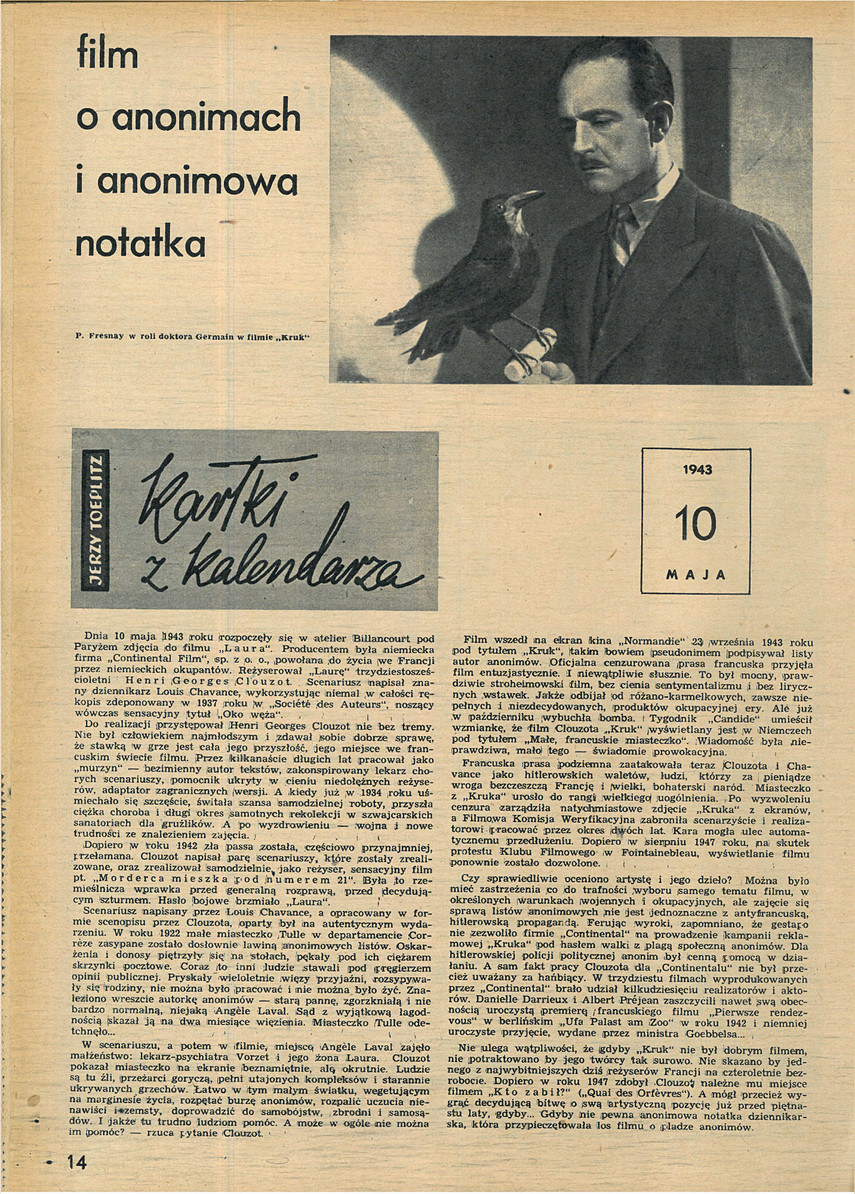 film
o anonimach
i anonimowa
notatka
P. Fresnay w roli doktora Germain w filmie „Kruk“
JERZY TOEPLITZ
Kartki
z kalendarza
1943
10
MAJA
Dnia 10 maja 1943 roku rozpoczęły się w atelier Billancourt pod
Paryżem zdjęcia do filmu „Laura“. Producentem była niemiecka
firma „Continental Film“, sp. z o. o., powołana do życia we Francji
przez niemieckich okupantów. Reżyserował „Laurę“ trzydziestosześ-
cioletni Henri Georges Clouzot. Scenariusz napisał zna-
ny dziennikarz Louis Chavance, wykorzystując niemal w całości rę-
kopis zdeponowany w 1937 roku w „Société des Auteurs“, noszący
wówczas sensacyjny tytuł „Oko węża“.
Do realizacji przystępował Henri Georges Clouzot nie bez tremy.
Nie był człowiekiem najmłodszym i zdawał sobie dobrze sprawę,
że stawką w grze jest cała jego przyszłość, jego miejsce we fran-
cuskim świecie filmu. Przez kilkanaście długich lat pracował jako
„murzyn“ — bezimienny autor tekstów, zakonspirowany lekarz cho-
rych scenariuszy, pomocnik ukryty w cieniu niedołężnych reżyse-
rów, adaptator zagranicznych wersji. A kiedy już w 1934 roku uś-
miechało się szczęście, świtała szansa samodzielnej roboty, przyszła
ciężka choroba i długi okres samotnych rekolekcji w szwajcarskich
sanatoriach dla gruźlików. A po wyzdrowieniu — wojna i nowe
trudności ze znalezieniem zajęcia.
Dopiero w roku 1942 zła passa została, częściowo przynajmniej,
przełamana. Clouzot napisał parę scenariuszy, które zostały zreali-
zowane, oraz zrealizował samodzielnie, jako reżyser, sensacyjny film
pt. „Morderca mieszka pod numerem 21“. Była to rze-
mieślnicza wprawka przed generalną rozprawą, przed decydują-
cym szturmem. Hasło bojowe brzmiało „Laura“.
Scenariusz napisany przez Louis Chavance, a opracowany w for-
mie scenopisu przez Clouzota, oparty był na autentycznym wyda-
rzeniu. W roku 1922 małe miasteczko Tulle w departamencie Cor-
rèze zasypane zostało dosłownie lawiną anonimowych listów. Oskar-
żenia i donosy piętrzyły się na stołach, pękały pod ich ciężarem
skrzynki pocztowe. Coraz to inni ludzie stawali pod pręgierzem
opinii publicznej. Pryskały wieloletnie więzy przyjaźni, rozsypywa-
ły się rodziny, nie można było pracować i nie można było żyć. Zna-
leziono wreszcie autorkę anonimów — starą pannę, zgorzkniałą i nie
bardzo normalną, niejaką Angèle Laval. Sąd z wyjątkową łagod-
nością skazał ją na dwa miesiące więzienia. Miasteczko Tulle ode-
tchnęło...
W scenariuszu, a potem w filmie, miejsce Angèle Laval zajęło
małżeństwo: lekarz-psychiatra Vorzet i jego żona Laura. Clouzot
pokazał miasteczko na ekranie beznamiętnie, ale okrutnie. Ludzie
są tu źli, przeżarci goryczą, pełni utajonych kompleksów i starannie
ukrywanych grzechów. Łatwo w tym małym światku, wegetującym
na marginesie życia, rozpętać burzę anonimów, rozpalić uczucia nie-
nawiści i zemsty, doprowadzić do samobójstw, zbrodni i samosą-
dów. I jakże tu trudno ludziom pomóc. A może w ogóle nie można
im pomóc? — rzuca pytanie Clouzot.
Film wszedł na ekran kina „Normandie“ 23 września 1943 roku
pod tytułem „Kruk“, takim bowiem pseudonimem podpisywał listy
autor anonimów. Oficjalna cenzurowana prasa francuska przyjęła
film entuzjastycznie. I niewątpliwie słusznie. To był mocny, praw-
dziwie stroheimowski film, bez cienia sentymentalizmu i bez lirycz-
nych wstawek. Jakże odbijał od różano-karmelkowych, zawsze nie-
pełnych i niezdecydowanych, produktów okupacyjnej ery. Ale już
w październiku wybuchła bomba. Tygodnik „Candide“ umieścił
wzmiankę, że film Clouzota „Kruk“ wyświetlany jest w Niemczech
pod tytułem „Małe, francuskie miasteczko“. Wiadomość była nie-
prawdziwa, mało tego — świadomie prowokacyjna.
Francuska prasa podziemna zaatakowała teraz Clouzota i Cha-
vance jako hitlerowskich waletów, ludzi, którzy za pieniądze
wroga bezczeszczą Francję i wielki, bohaterski naród. Miasteczko
z „Kruka“ urosło do rangi wielkiego uogólnienia. Po wyzwoleniu
cenzura zarządziła natychmiastowe zdjęcie „Kruka“ z ekranów,
a Filmowa Komisja Weryfikacyjna zabroniła scenarzyście i realiza-
torowi pracować przez okres dwóch lat. Kara mogła ulec automa-
tycznemu przedłużeniu. Dopiero w sierpniu 1947 roku, na skutek
protestu Klubu Filmowego w Fointainebleau, wyświetlanie filmu
ponownie zostało dozwolone.
Czy sprawiedliwie oceniono artystę i jego dzieło? Można było
mieć zastrzeżenia co do trafności wyboru samego tematu filmu, w
określonych warunkach wojennych i okupacyjnych, ale zajęcie się
sprawą listów anonimowych nie jest jednoznaczne z antyfrancuską,
hitlerowską propagandą. Ferując wyroki, zapomniano, że gestapo
nie zezwoliło firmie „Continental“ na prowadzenie kampanii rekla-
mowej „Kruka“ pod hasłem walki z plagą społeczną anonimów. Dla
hitlerowskiej policji politycznej anonim był cenną pomocą w dzia-
łaniu. A sam fakt pracy Clouzota dla „Continentalu“ nie był prze-
cież uważany za hańbiący. W trzydziestu filmach wyprodukowanych
przez „Continental“ brało udział kilkudziesięciu realizatorów i akto-
rów. Danielle Darrieux i Albert Préjean zaszczycili nawet swą obec-
nością uroczystą premierę francuskiego filmu „Pierwsze rendez-
vous“ w berlińskim „Ufa Palast am Zoo“ w roku 1942 i niemniej
uroczyste przyjęcie, wydane przez ministra Goebbelsa...
Nie ulega wątpliwości, że gdyby „Kruk“ nie był dobrym filmem,
nie potraktowano by jego twórcy tak surowo. Nie skazano by jed-
nego z najwybitniejszych dziś reżyserów Francji na czteroletnie bez-
robocie. Dopiero w roku 1947 zdobył Clouzot należne mu miejsce
filmem „Kto zabił?“ („Quai des Orfèvres“). A mógł przecież wy-
grać decydującą bitwę o swą artystyczną pozycję już przed piętna-
stu laty, gdyby... Gdyby nie pewna anonimowa notatka dziennikar-
ska, która przypieczętowała los filmu o pladze anonimów.
14